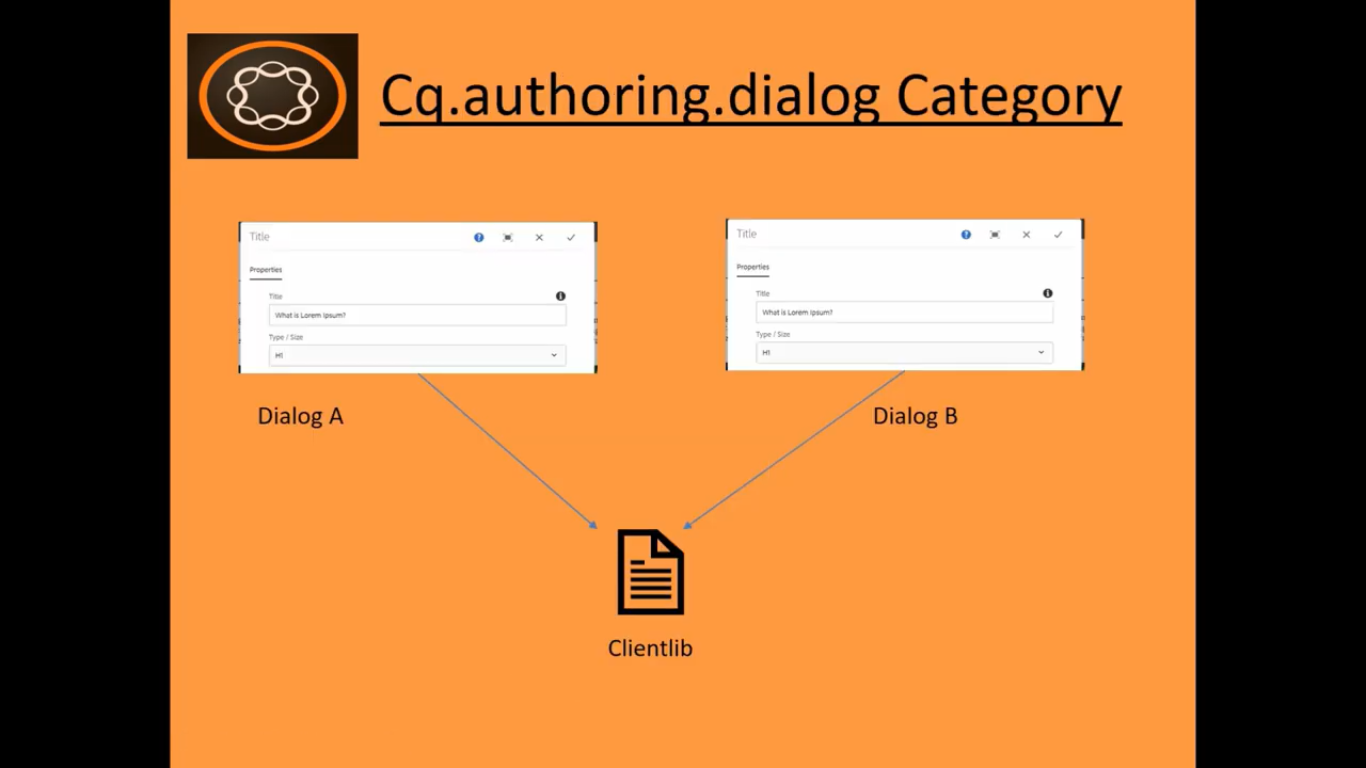 Cq.authoring.dialog Category
Title
Properties
Title
What is Lorem Ipsum?
Type / Size
H1
Dialog A
Title
Properties
Title
What is Lorem Ipsum?
Type / Size
H1
Dialog B
Clientlib